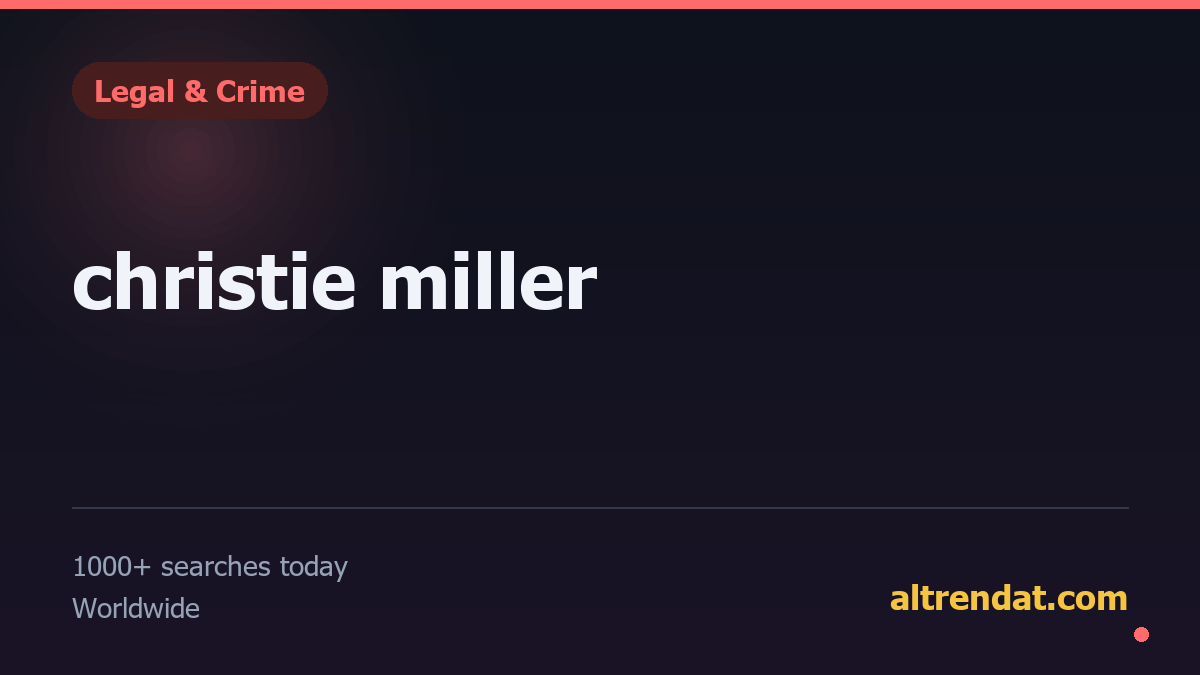 Legal & Crime
christie miller
1000+ searches today
Worldwide
altrendat.com